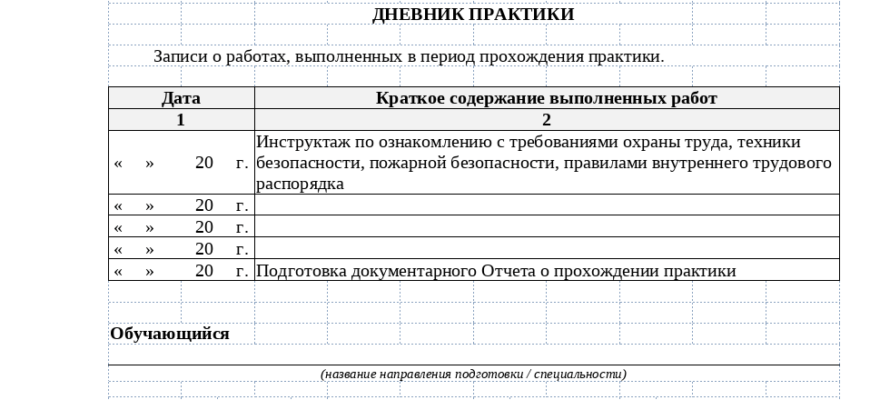 ДНЕВНИК ПРАКТИКИ
Записи о работах, выполненных в период прохождения практики.
Дата Краткое содержание выполненных работ
1 2
Инструктаж по ознакомлению с требованиями охраны труда, техники
« » 20 г. безопасности, пожарной безопасности, правилами внутреннего трудового
распорядка
« » 20 г.
« » 20 г.
« » 20 г.
« » 20 г. Подготовка документарного Отчета о прохождении практики
Обучающийся
(название направления подготовки / специальности)